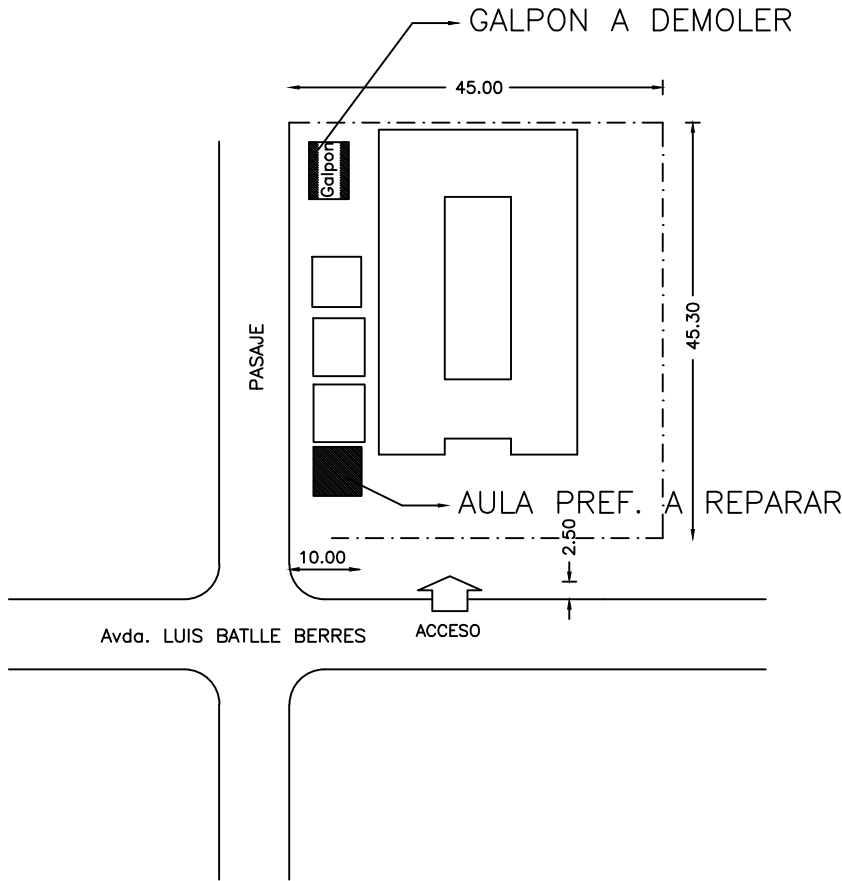 GALPON A DEMOLER
45.00
Galpon
45.30
PASAJE
AULA PREF. A REPARAR
2.50
10.00
Avda. LUIS BATLLE BERRES
ACCESO